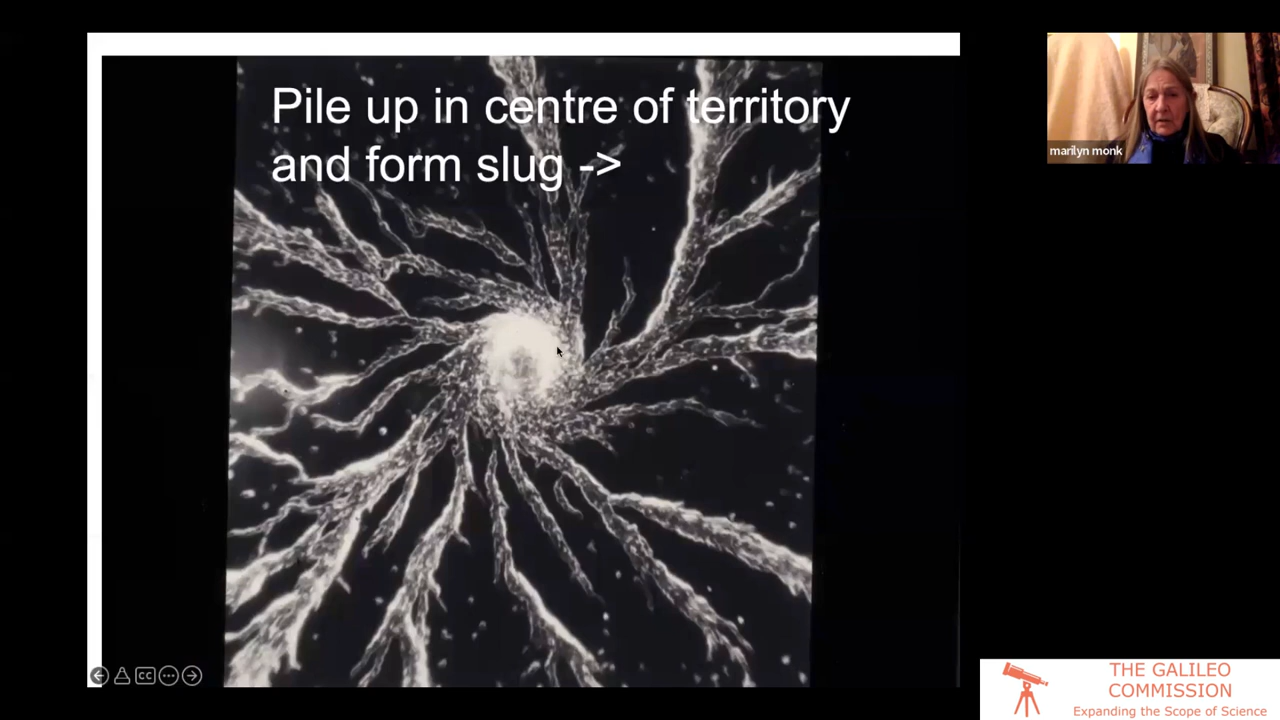 Pile up in centre of territory
and form slug ->
marilyn monk
CC
THE GALILEO
COMMISSION
Expanding the Scope of Science